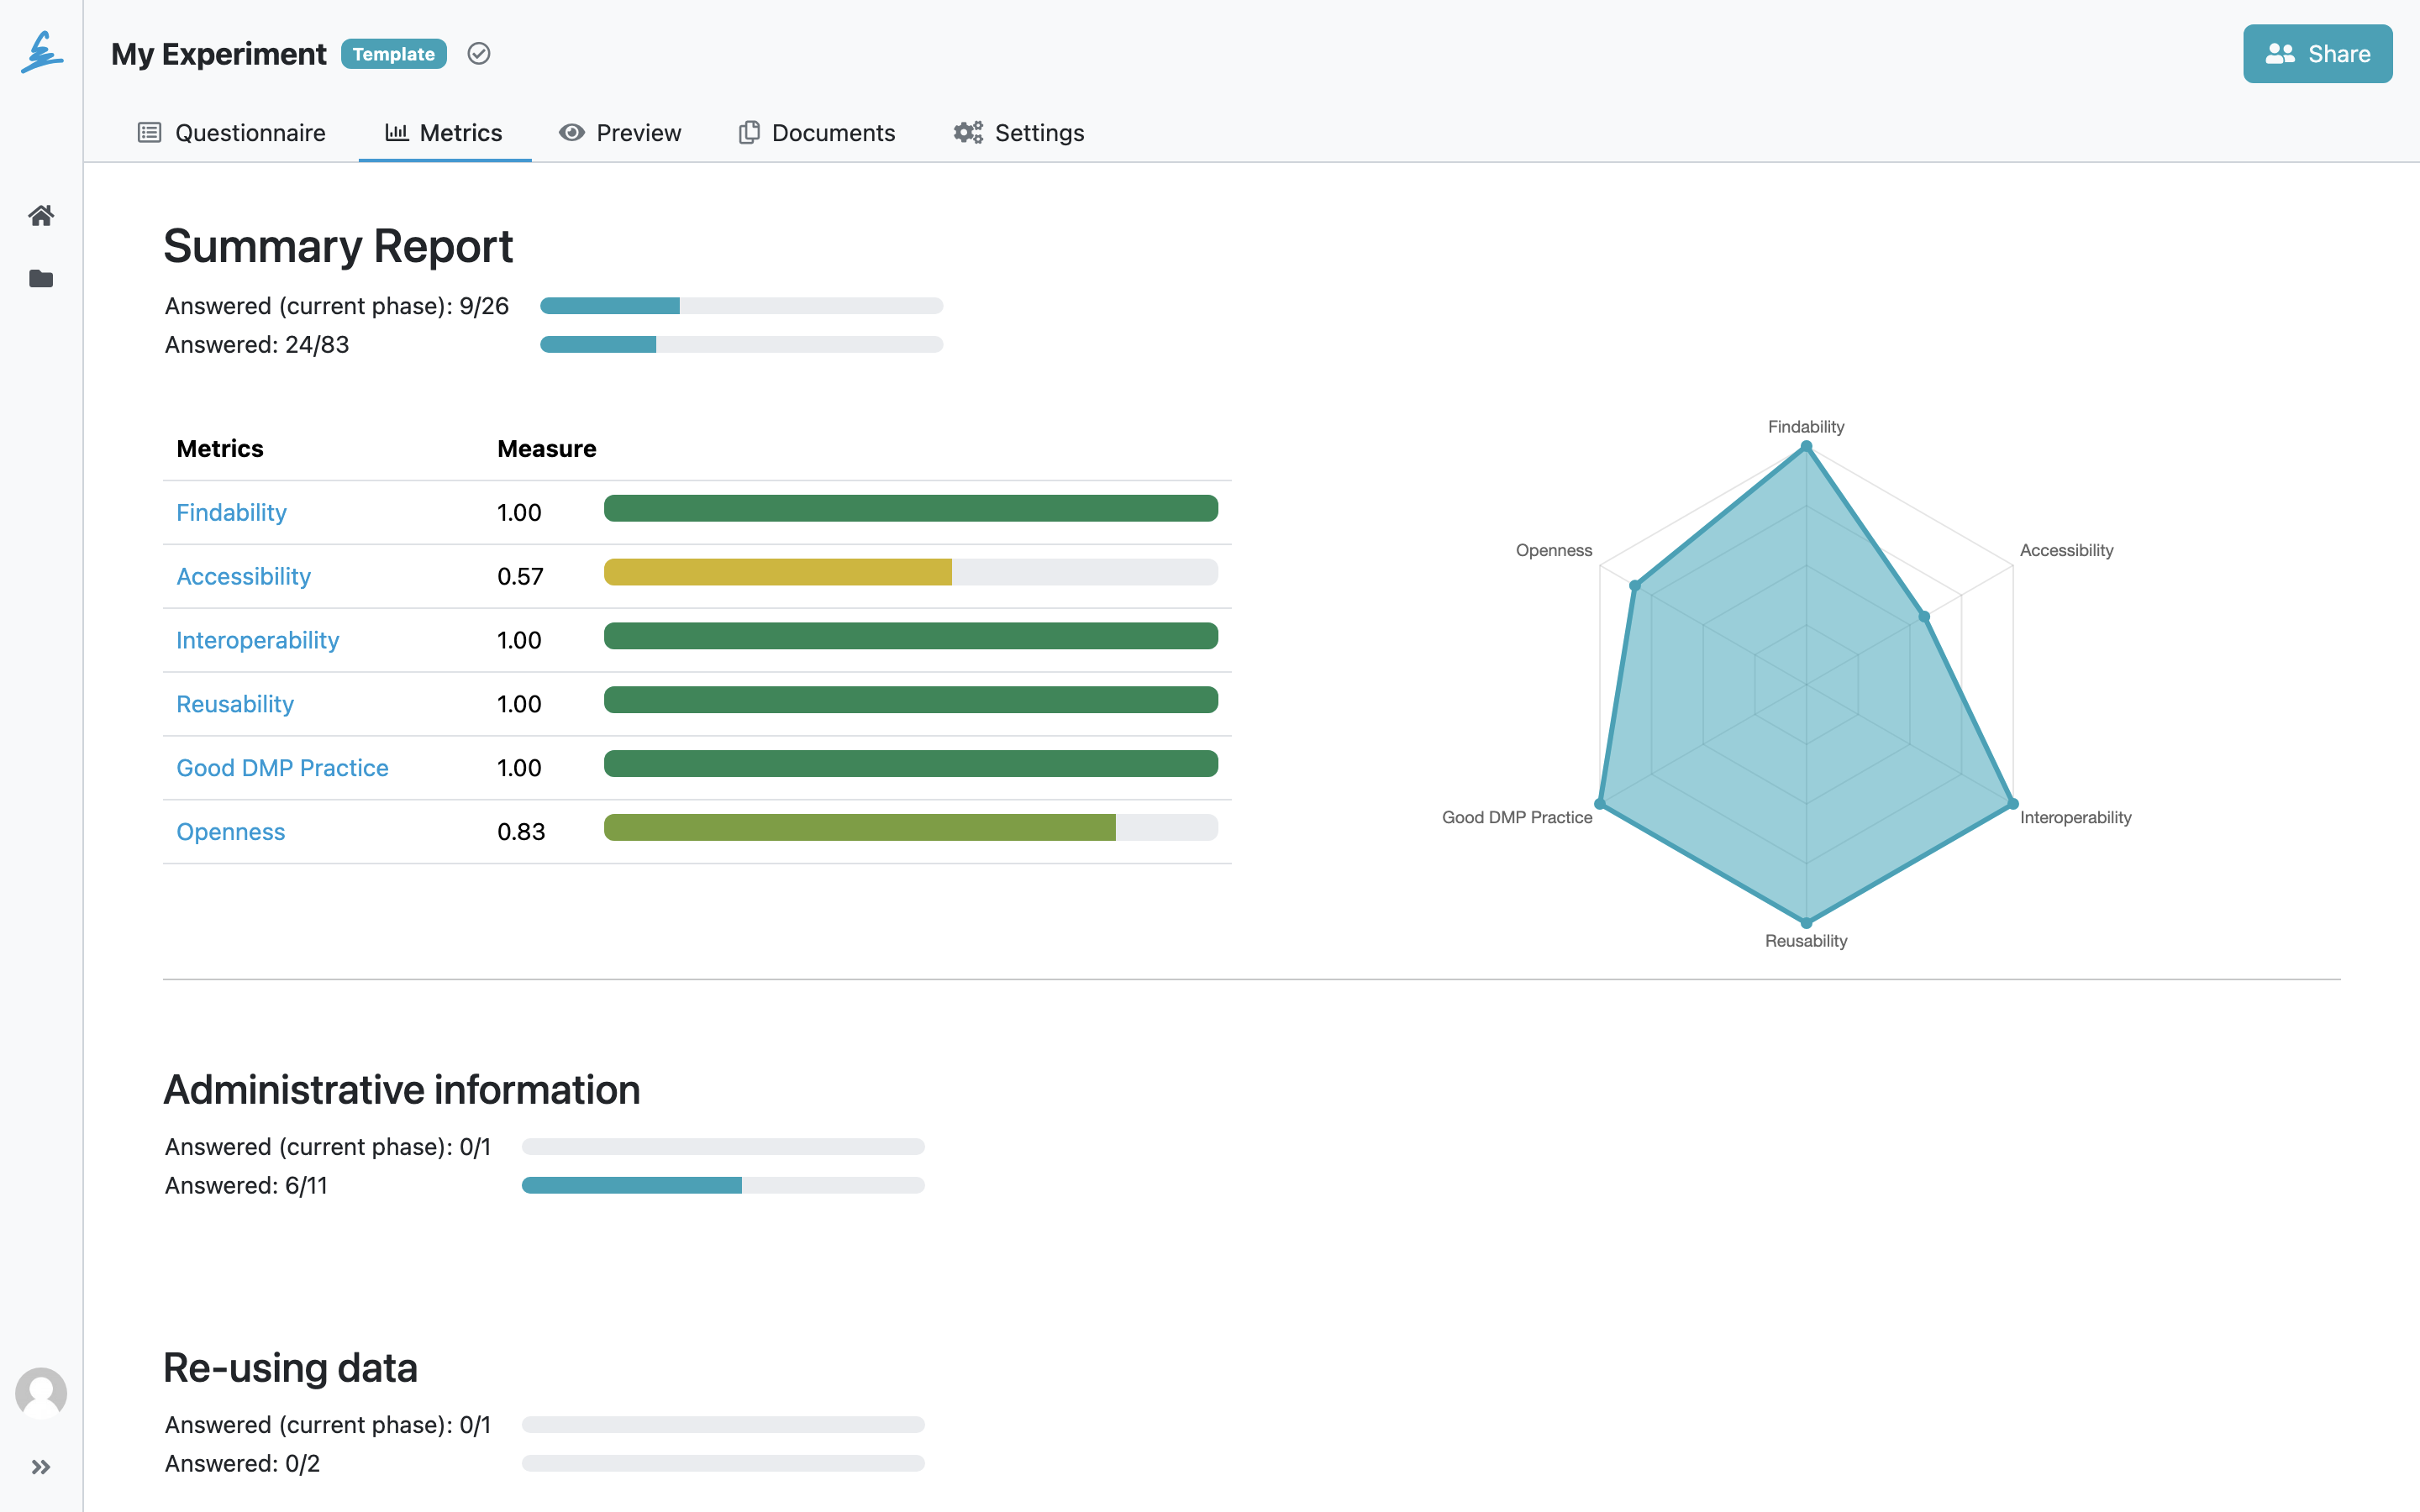 My Experiment Template
Share
Questionnaire Metrics Preview Documents Settings
Summary Report
Answered (current phase): 9/26
Answered: 24/83
Metrics Measure
Findability 1.00
Accessibility 0.57
Interoperability 1.00
Reusability 1.00
Good DMP Practice 1.00
Openness 0.83
Findability
Openness Accessibility
Good DMP Practice Interoperability
Reusability
Administrative information
Answered (current phase): 0/1
Answered: 6/11
Re-using data
Answered (current phase): 0/1
Answered: 0/2